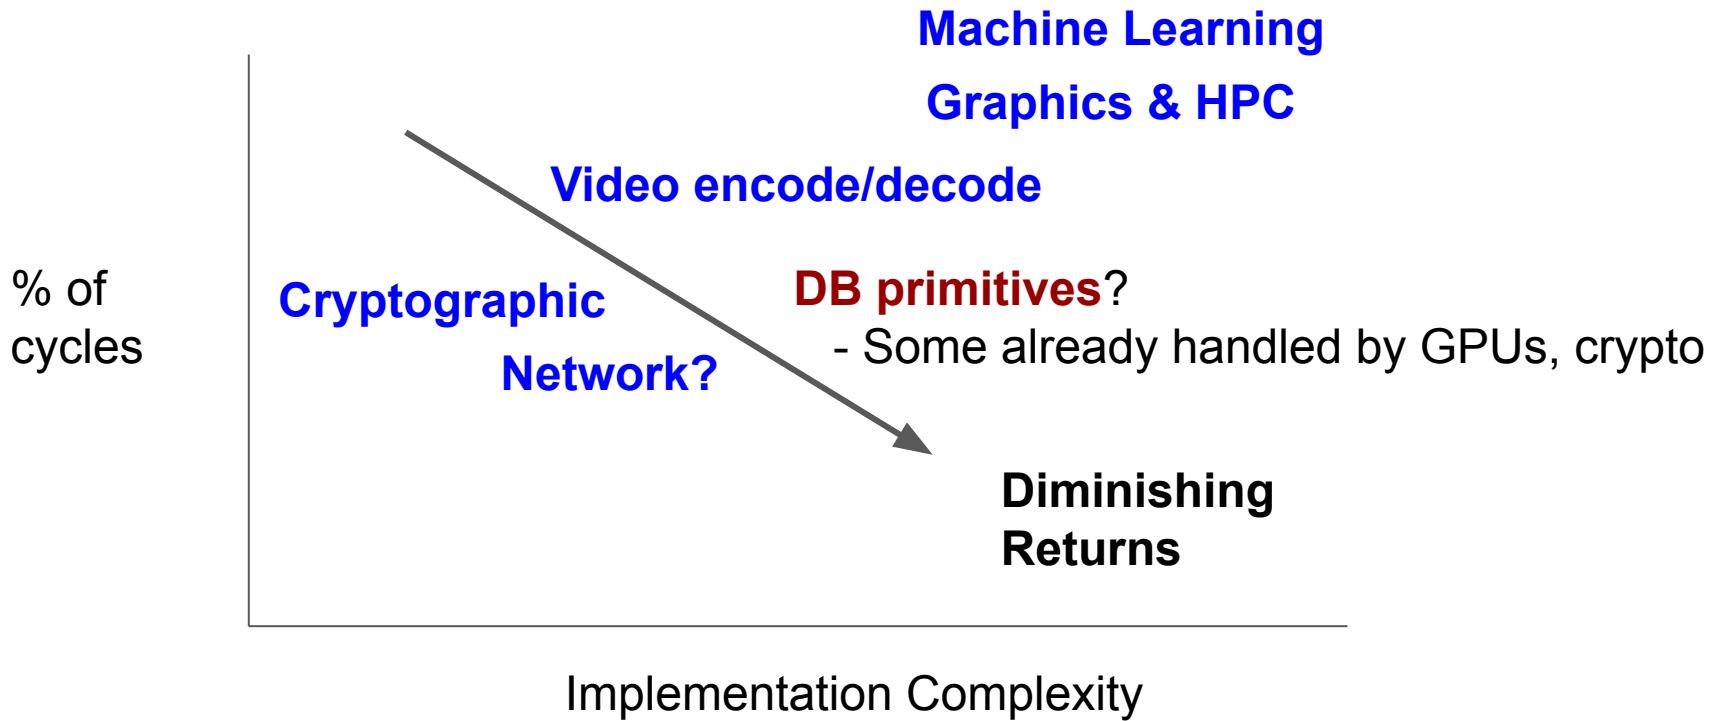 Machine Learning
Graphics & HPC
Video encode/decode
% of
cycles
Cryptographic
Network?
DB primitives?
- Some already handled by GPUs, crypto
Diminishing
Returns
Implementation Complexity